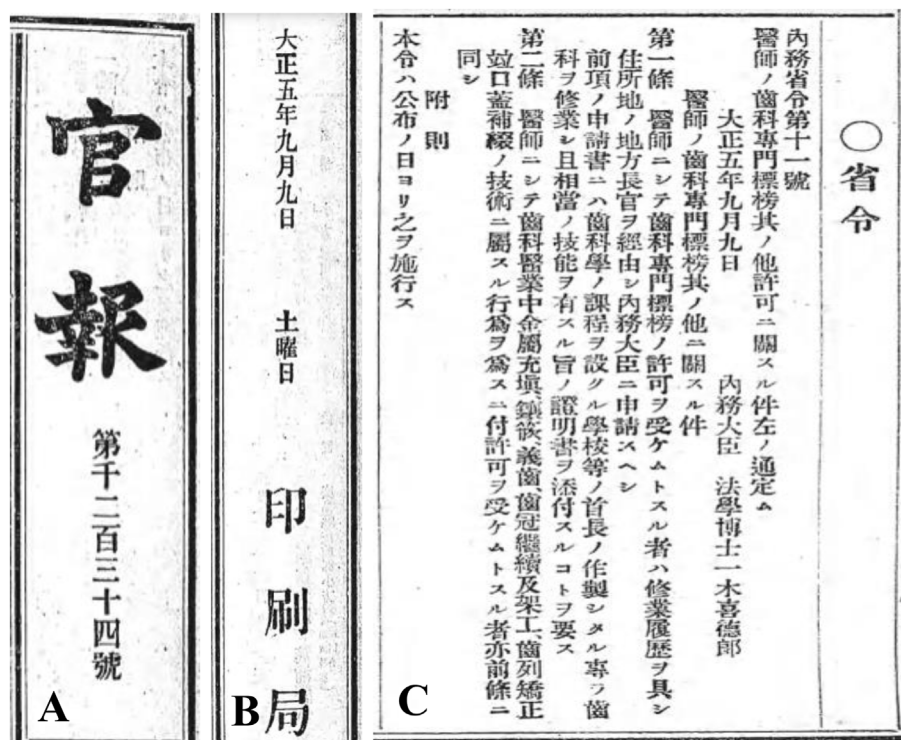 官報
第千二百三十四號
A
大正五年九月九日 土曜日
印刷局
B
〇省令
內務省令第十一號
醫師ノ齒科專門標榜其ノ他許可ニ關スル件左ノ通定ム
大正五年九月九日 內務大臣 法學博士一木喜德郎
醫師ノ齒科專門標榜其ノ他ニ關スル件
第一條 醫師ニシテ齒科專門標榜ノ許可ヲ受ケムトスル者ハ修業履歷ヲ具シ
住所地ノ地方長官ヲ經由シ內務大臣ニ申請スヘシ
前項ノ申請書ニハ齒科學ノ課程ヲ設クル學校等ノ首長ノ作製シタル專ラ齒
科ヲ修業シ且相當ノ技能ヲ有スル旨ノ證明書ヲ添付スルコトヲ要ス
第二條 醫師ニシテ齒科醫業中金屬充塡、義齒、齒冠繼續及架工、齒列矯正
竝口蓋補綴ノ技術ニ屬スル行爲ヲ爲スニ付許可ヲ受ケムトスル者亦前條ニ
同シ
附則
本令ハ公布ノ日ヨリ之ヲ施行ス
C